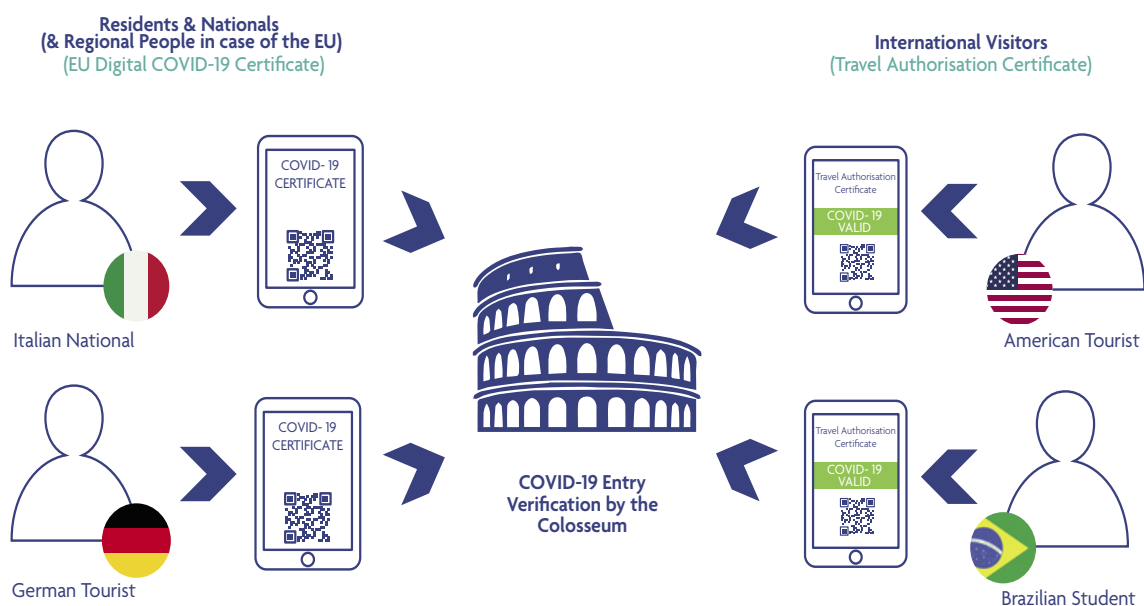 Residents & Nationals
(& Regional People in case of the EU)
(EU Digital COVID-19 Certificate)
International Visitors
(Travel Authorisation Certificate)
COVID- 19
CERTIFICATE
Italian National
Travel Authorisation
Certificate
COVID- 19
VALID
American Tourist
COVID- 19
CERTIFICATE
German Tourist
COVID-19 Entry
Verification by the
Colosseum
Travel Authorisation
Certificate
COVID- 19
VALID
Brazilian Student